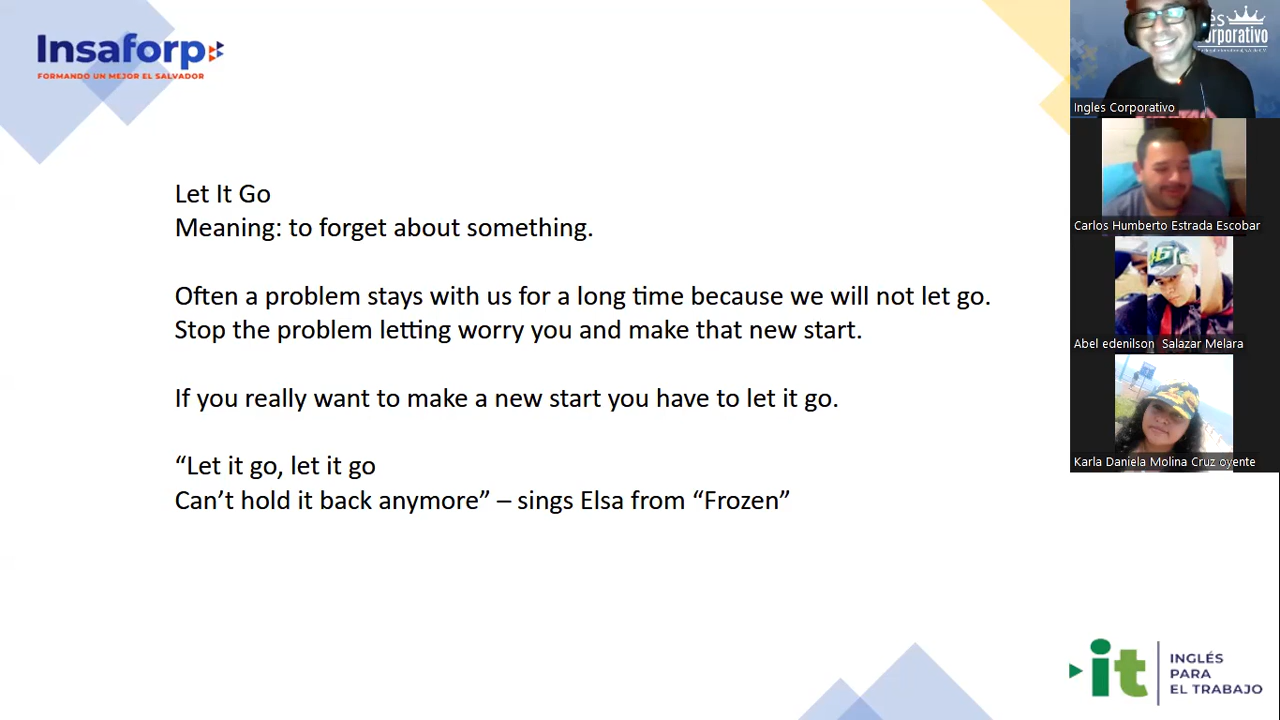 Insaforp
FORMANDO UN MEJOR EL SALVADOR
Let It Go
Meaning: to forget about something.
Often a problem stays with us for a long time because we will not let go.
Stop the problem letting worry you and make that new start.
If you really want to make a new start you have to let it go.
“Let it go, let it go
Can’t hold it back anymore” – sings Elsa from “Frozen”
Ingles Corporativo
Carlos Humberto Estrada Escobar
Abel edenilson Salazar Melara
Karla Daniela Molina Cruz oyente
it
INGLÉS
PARA
EL TRABAJO